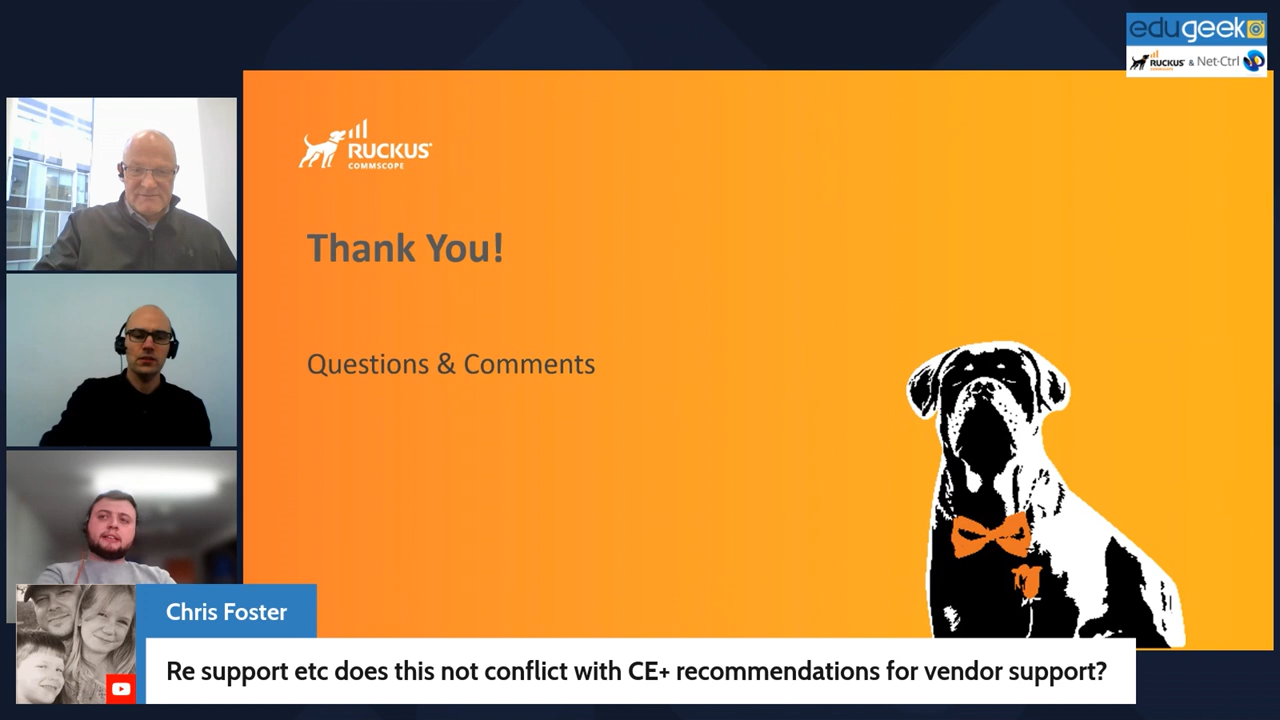 edugeek
RUCKUS & Net-Ctrl
COMMSCOPE
RUCKUS
COMMSCOPE
Thank You!
Questions & Comments
Chris Foster
Re support etc does this not conflict with CE+ recommendations for vendor support?